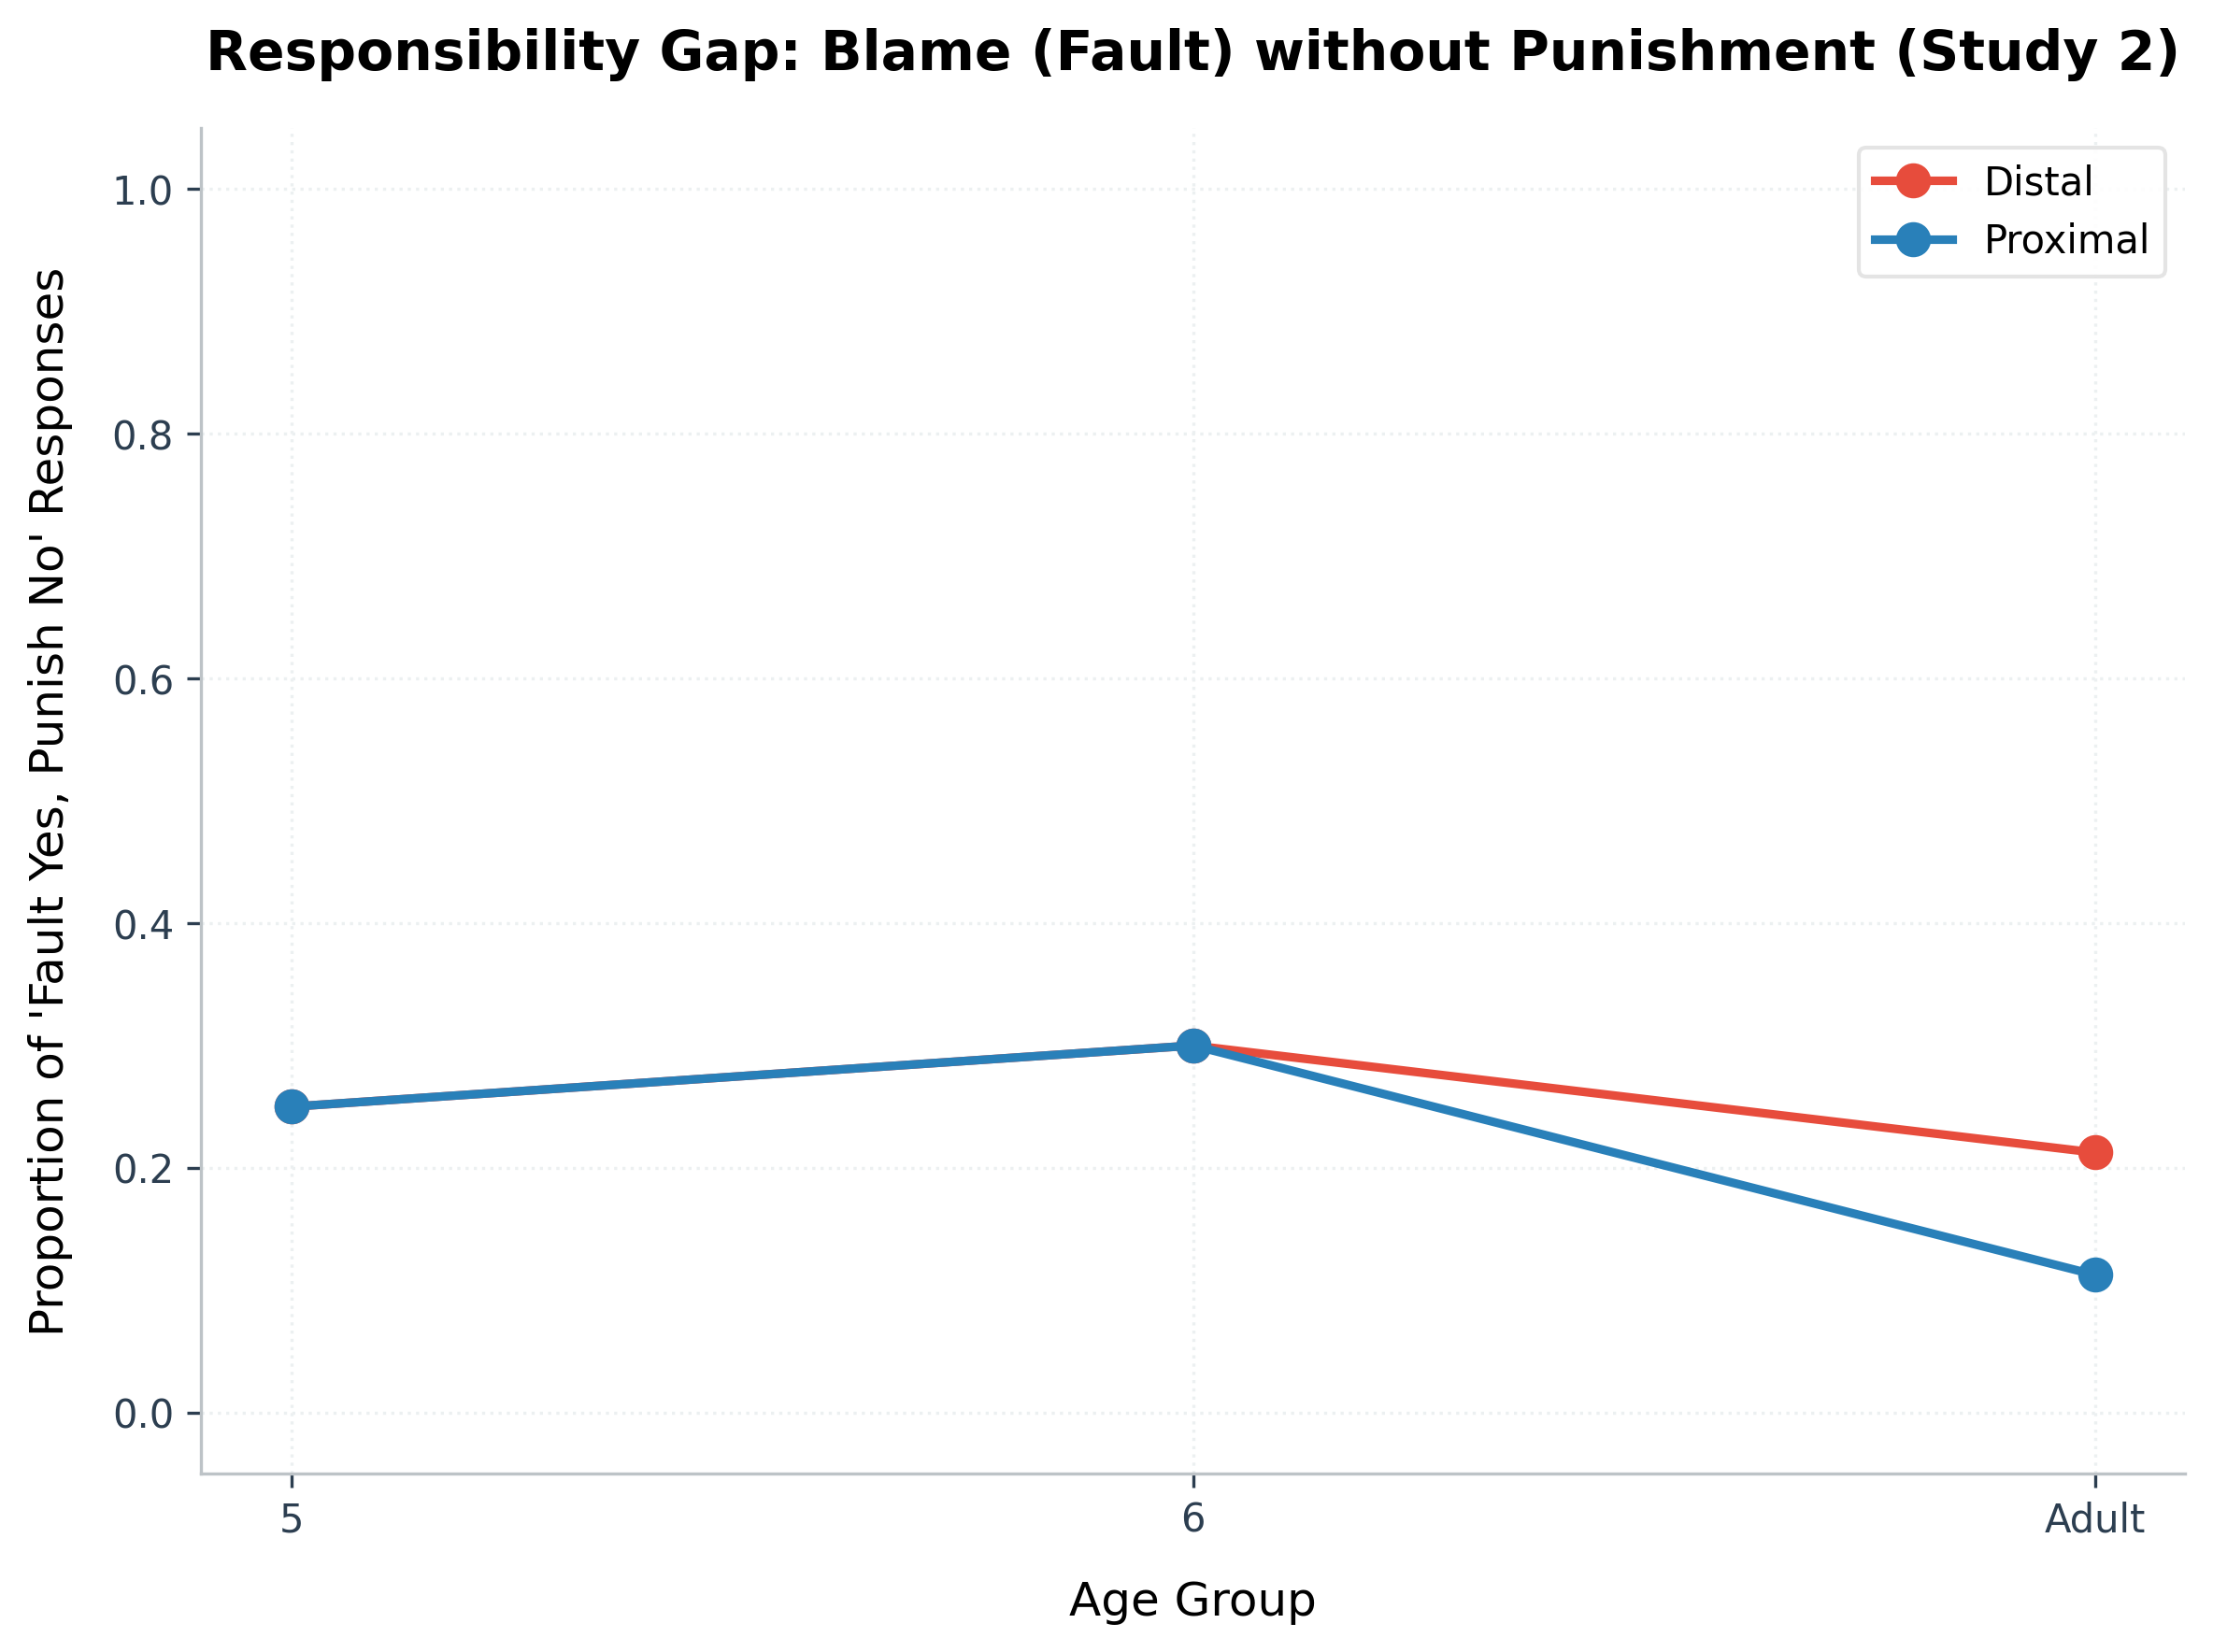 Responsibility Gap: Blame (Fault) without Punishment (Study 2)
Proportion of 'Fault Yes, Punish No' Responses
1.0
0.8
0.6
0.4
0.2
0.0
Distal
Proximal
5
6
Adult
Age Group